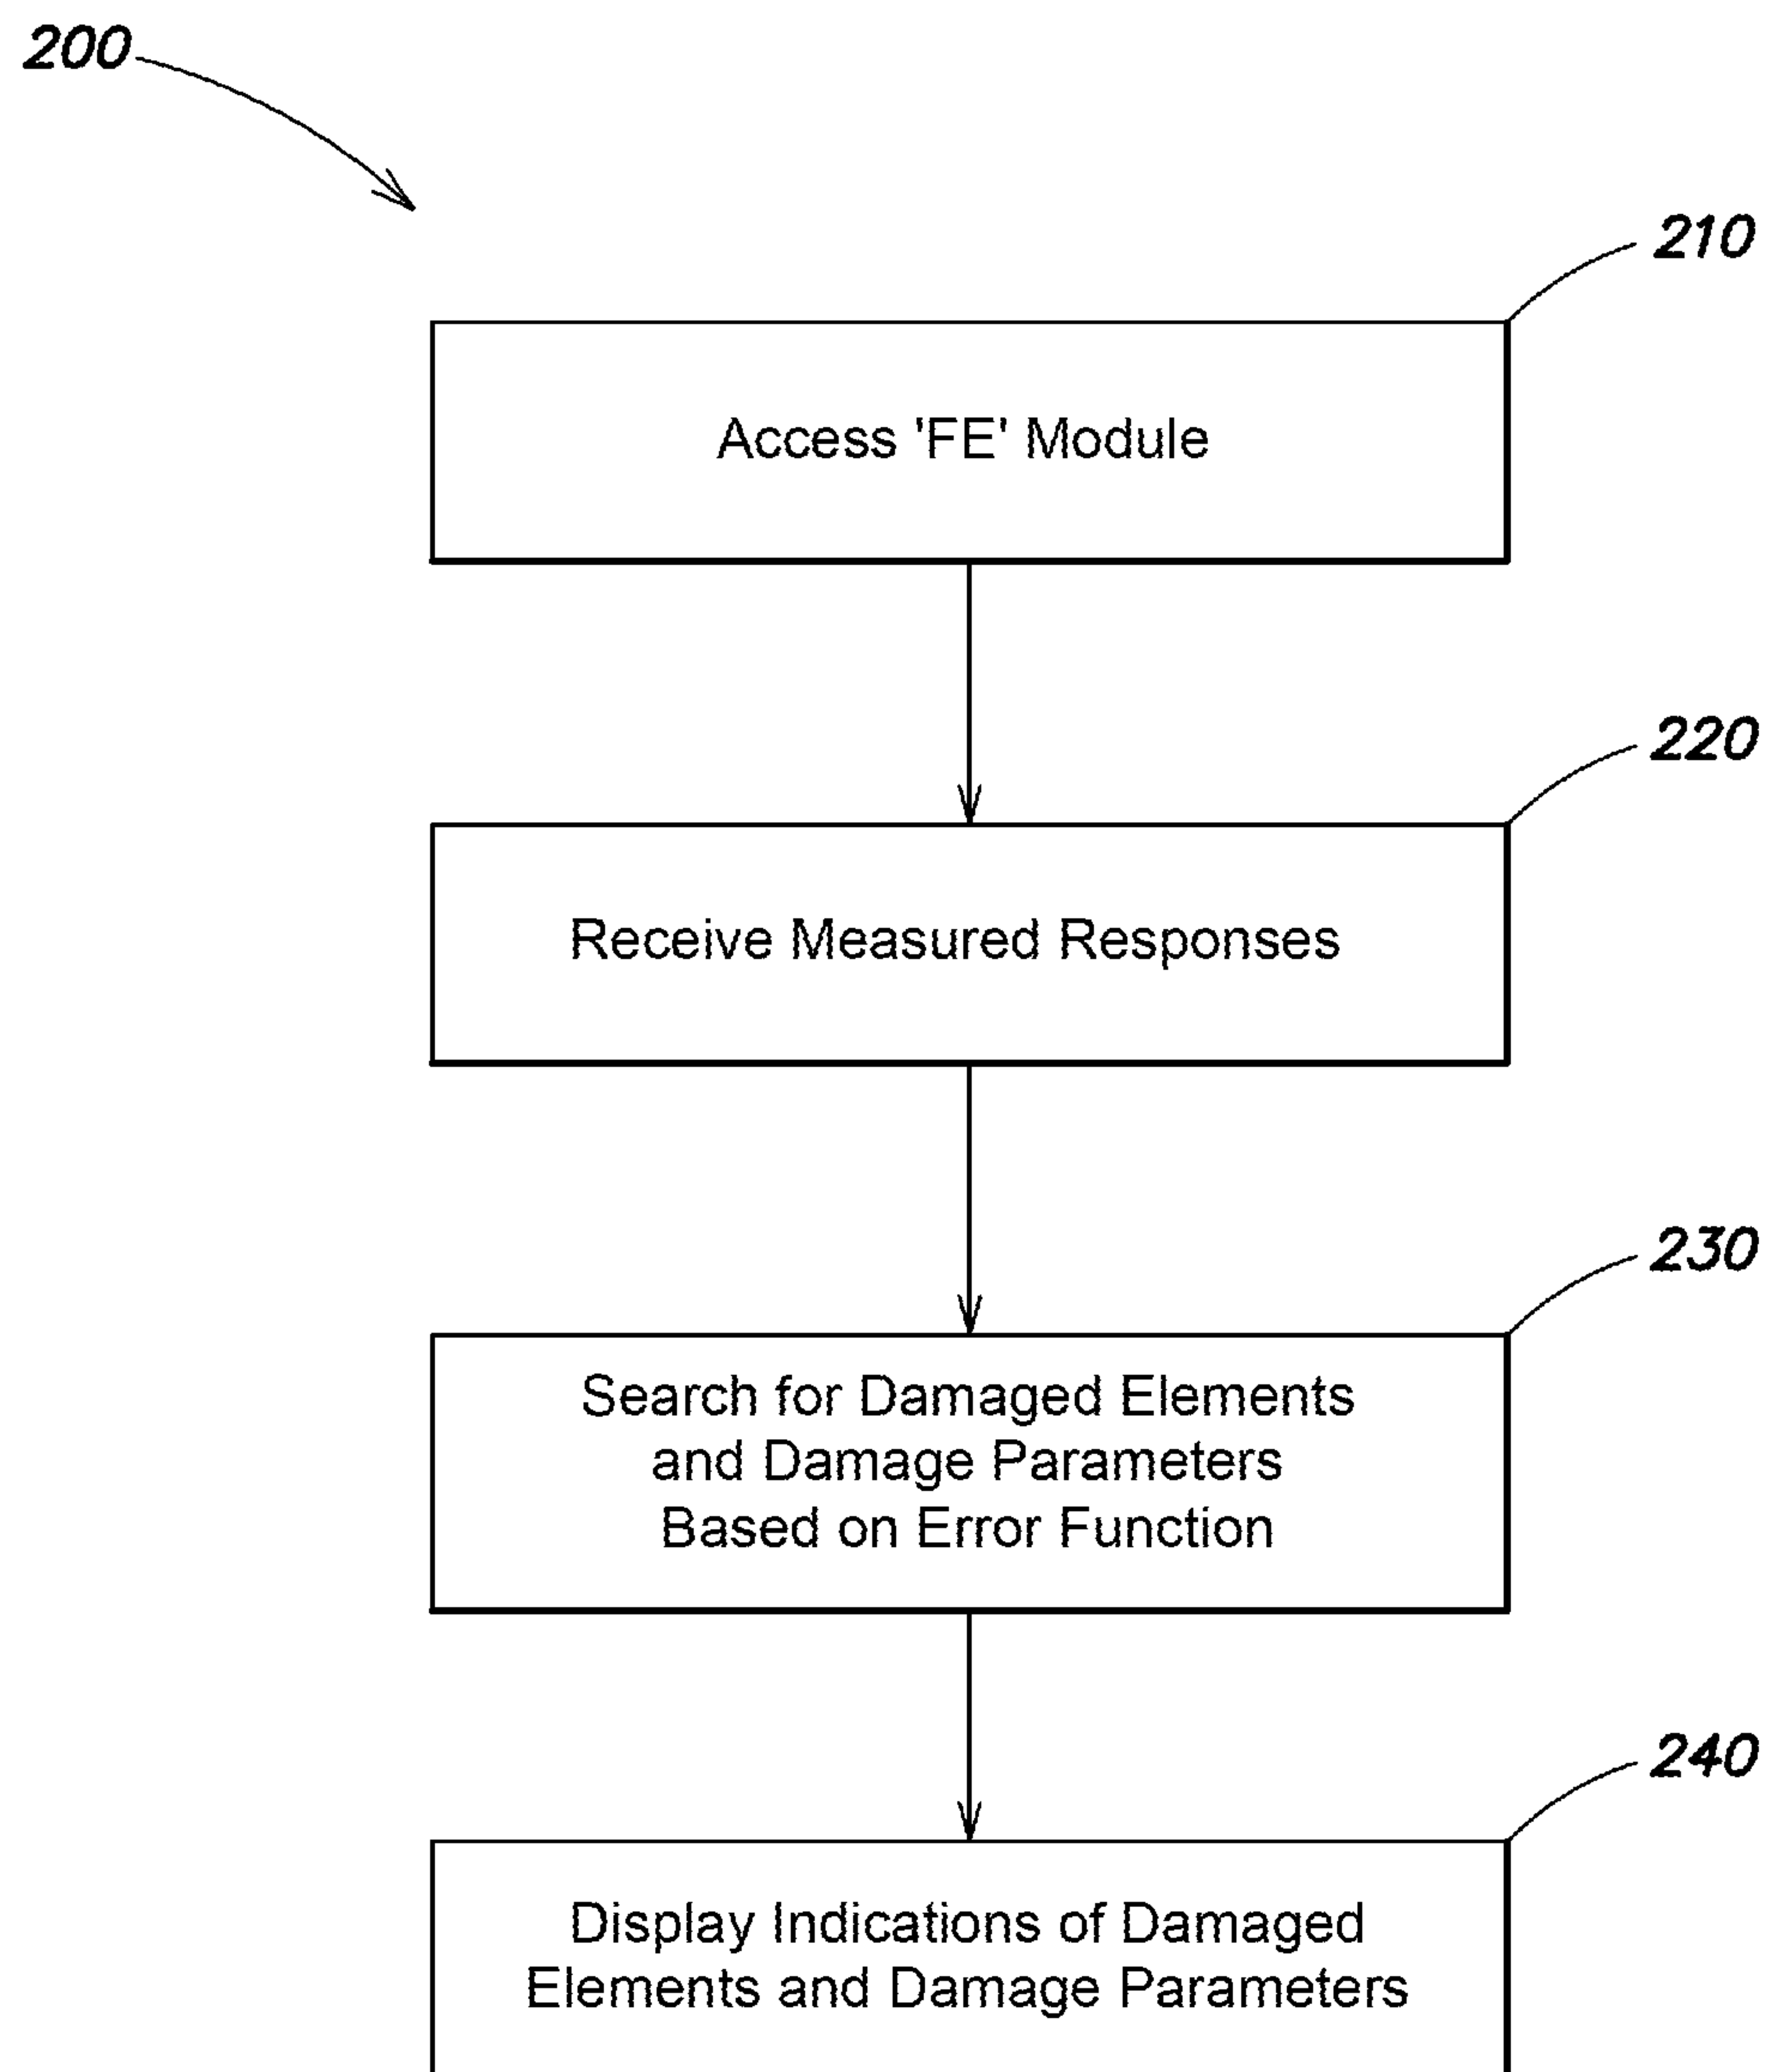 200
210
Access 'FE' Module
220
Receive Measured Responses
230
Search for Damaged Elements
and Damage Parameters
Based on Error Function
240
Display Indications of Damaged
Elements and Damage Parameters